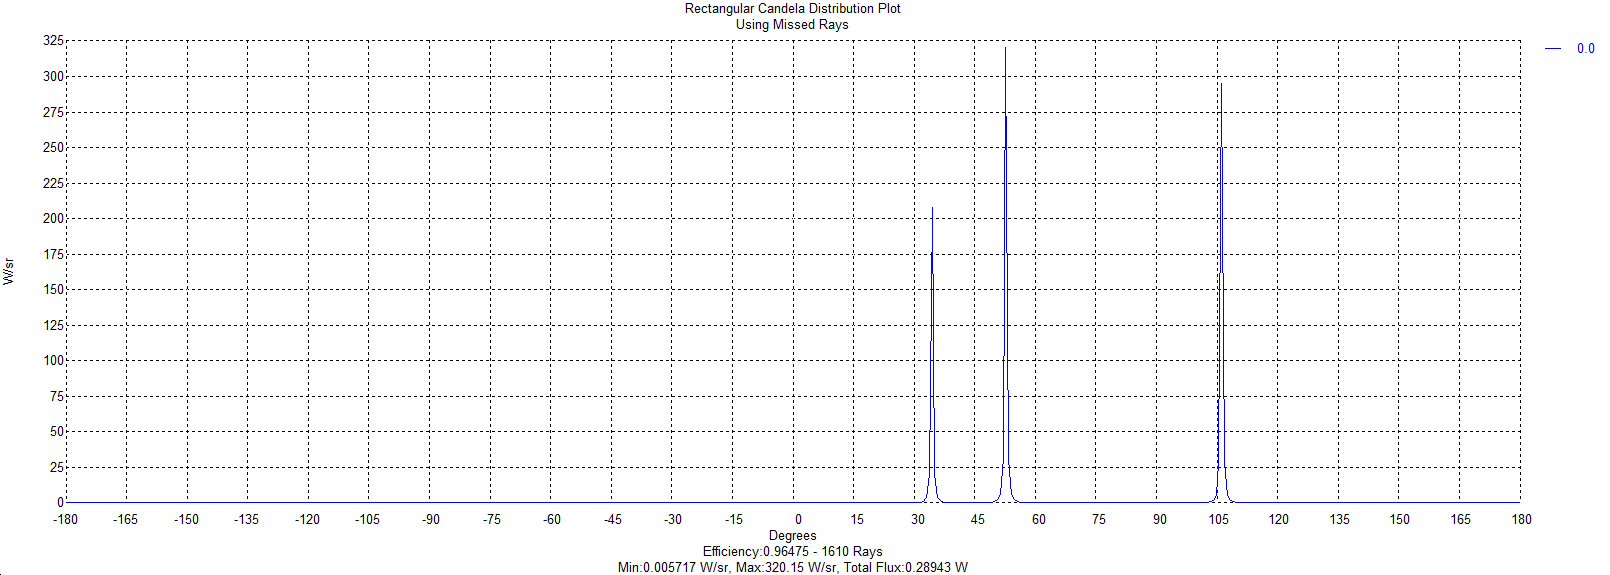 Rectangular Candela Distribution Plot
Using Missed Rays
325
300
275
250
225
200
175
150
125
100
75
50
25
0
W/sr
-180 -165 -150 -135 -120 -105 -90 -75 -60 -45 -30 -15 0 15 30 45 60 75 90 105 120 135 150 165 180
Degrees
Efficiency:0.96475 - 1610 Rays
Min:0.005717 W/sr, Max:320.15 W/sr, Total Flux:0.28943 W
0.0